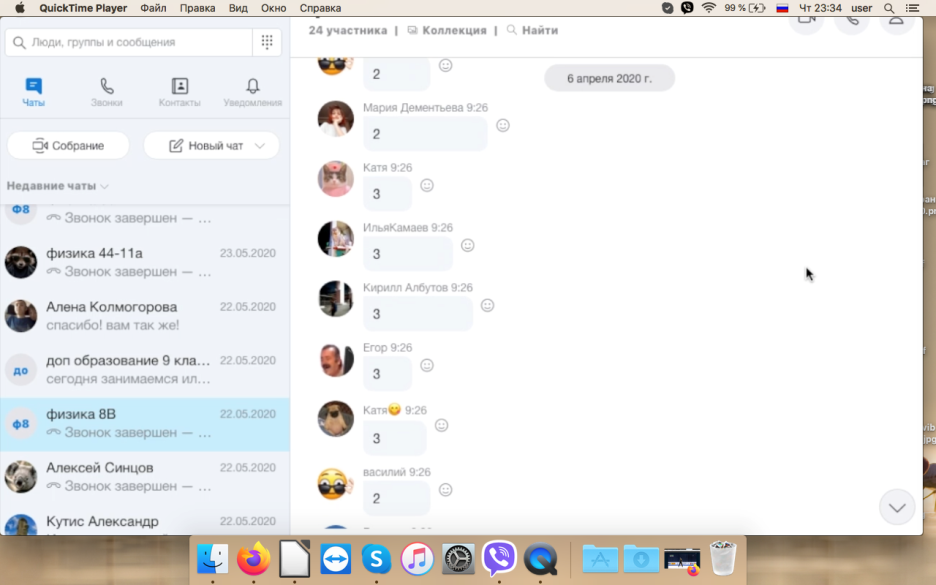 QuickTime Player Файл Правка Вид Окно Справка 99 % Чт 23:34 user
Люди, группы и сообщения
24 участника | Коллекция | Найти
Чаты Звонки Контакты Уведомления
Собрание Новый чат
Недавние чаты
ф8 Звонок завершен — ...
физика 44-11а 23.05.2020
Звонок завершен — ...
Алена Колмогорова 22.05.2020
спасибо! вам так же!
до доп образование 9 кла... 22.05.2020
сегодня занимаемся ил...
ф8 физика 8В 22.05.2020
Звонок завершен — ...
Алексей Синцов 22.05.2020
Звонок завершен — ...
Кутис Александр 22.05.2020
6 апреля 2020 г.
2
Мария Дементьева 9:26
2
Катя 9:26
3
ИльяКамаев 9:26
3
Кирилл Албутов 9:26
3
Егор 9:26
3
Катя😋 9:26
3
василий 9:26
2